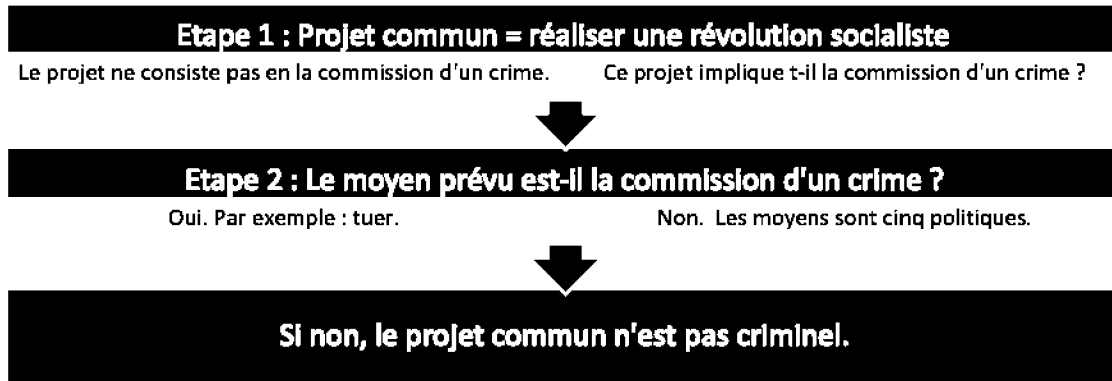 Etape 1 : Projet commun = réaliser une révolution socialiste
Le projet ne consiste pas en la commission d'un crime. Ce projet implique t-il la commission d'un crime ?
Etape 2 : Le moyen prévu est-il la commission d'un crime ?
Oui. Par exemple : tuer. Non. Les moyens sont cinq politiques.
Si non, le projet commun n'est pas criminel.